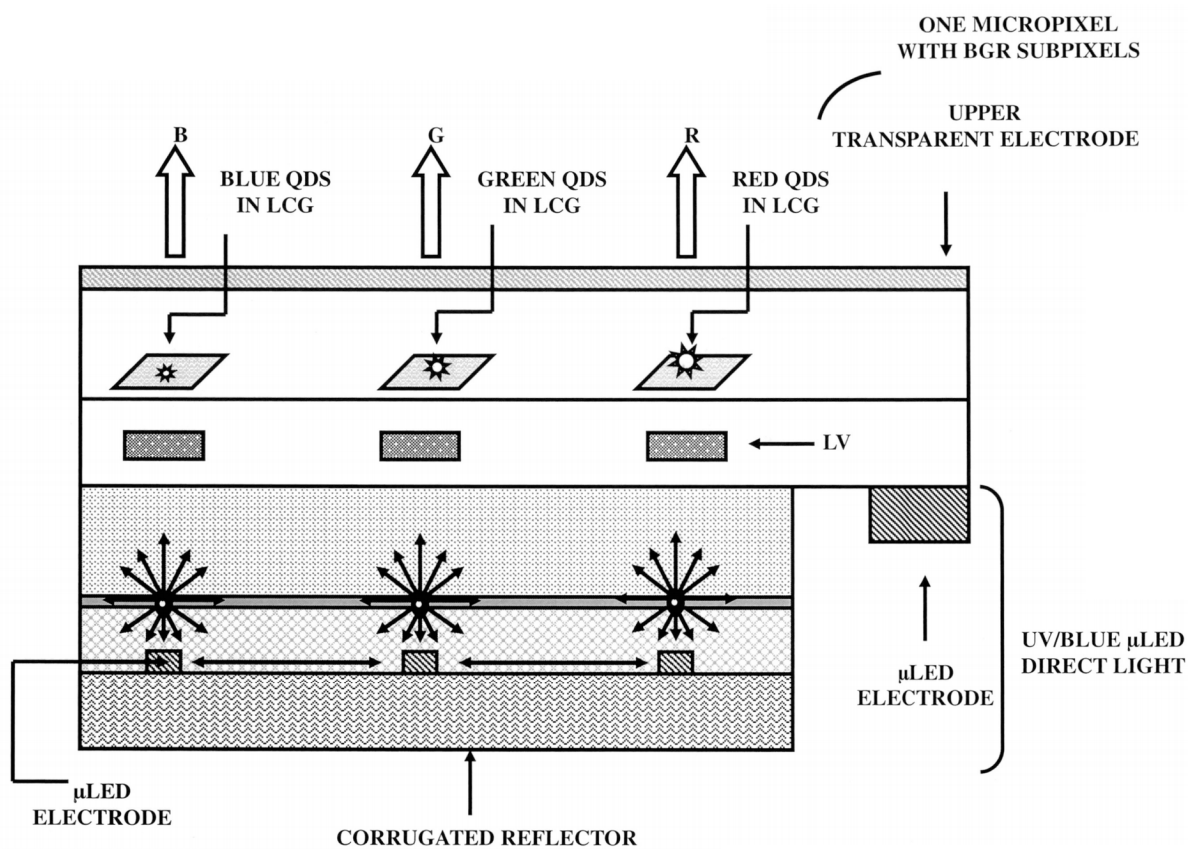 ONE MICROPIXEL
WITH BGR SUBPIXELS
UPPER
TRANSPARENT ELECTRODE
B
G
R
BLUE QDS
IN LCG
GREEN QDS
IN LCG
RED QDS
IN LCG
LV
UV/BLUE μLED
DIRECT LIGHT
μLED
ELECTRODE
μLED
ELECTRODE
CORRUGATED REFLECTOR